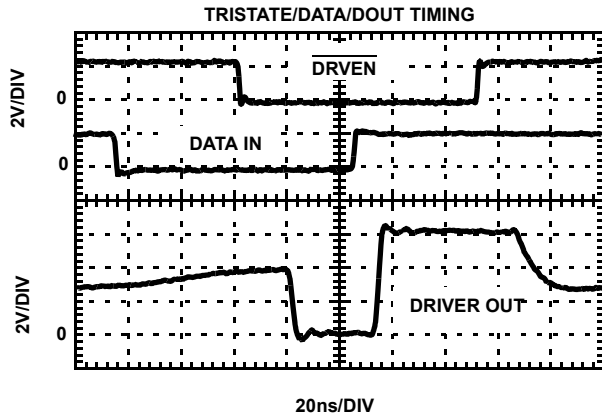 TRISTATE/DATA/DOUT TIMING
DRVEN
2V/DIV
0
DATA IN
0
2V/DIV
DRIVER OUT
0
20ns/DIV